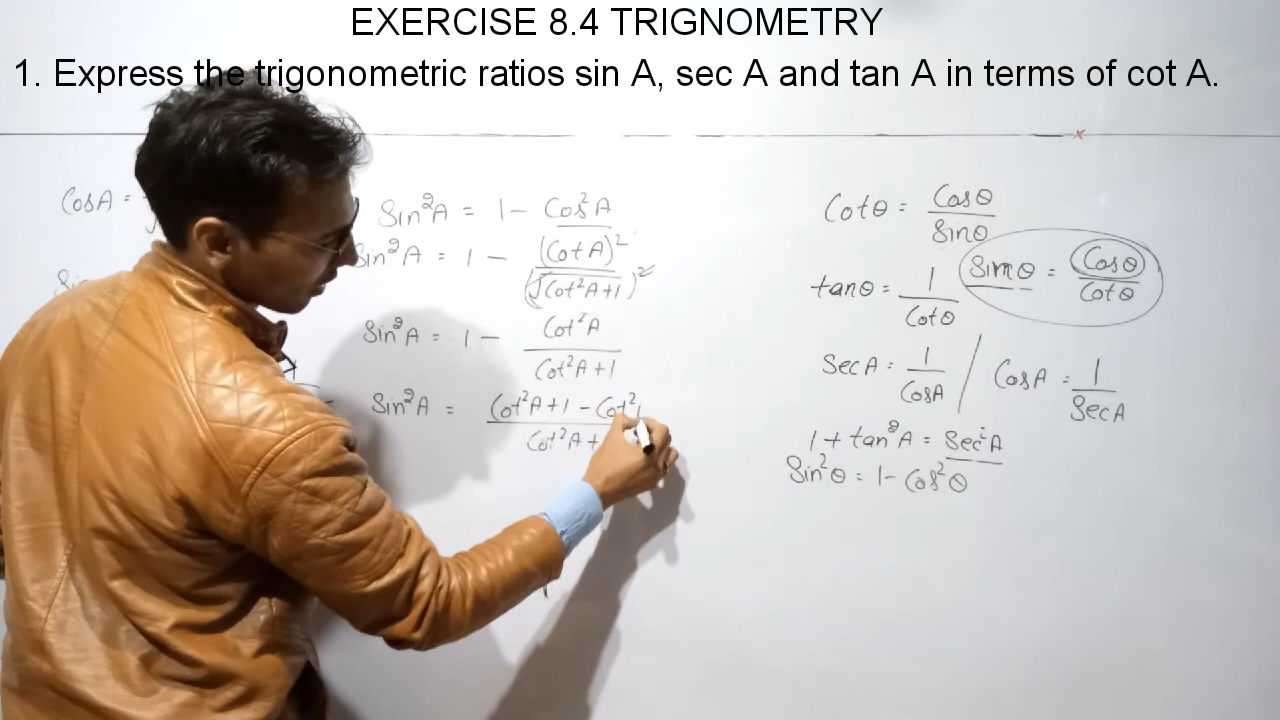 EXERCISE 8.4 TRIGNOMETRY
1. Express the trigonometric ratios sin A, sec A and tan A in terms of cot A.
CosA =
Sin²A = 1 - Cos²A
Sin²A = 1 - (CotA)² / (√Cot²A+1)²
Sin²A = 1 - Cot²A / Cot²A+1
Sin²A = Cot²A+1 - Cot² / Cot²A+
Cotθ = Cosθ / Sinθ
tanθ = 1 / Cotθ
Sinθ = Cosθ / Cotθ
SecA = 1 / CosA / CosA = 1 / SecA
1 + tan²A = Sec²A
Sin²θ = 1 - Cos²θ